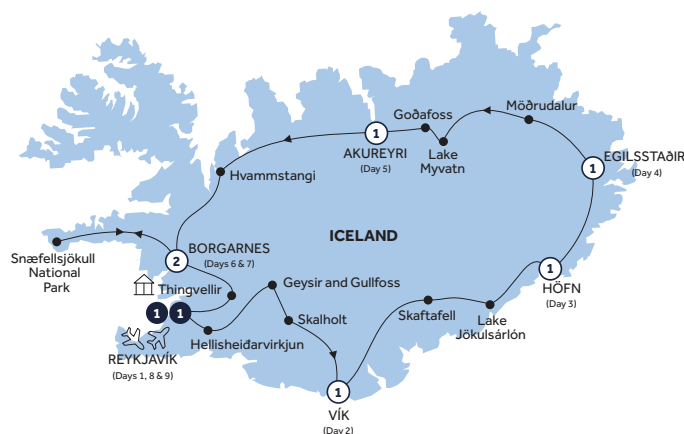 Goðafoss
Möðrudalur
1
AKUREYRI
(Day 5)
Lake
Myvatn
1
EGILSSTAÐIR
(Day 4)
Hvammstangi
ICELAND
Snæfellsjökull
National
Park
2
BORGARNES
(Days 6 & 7)
1
HÖFN
(Day 3)
Thingvellir
Geysir and Gullfoss
1
1
Skalholt
Skaftafell
Lake
Jökulsárlón
Hellisheiðarvirkjun
REYKJAVÍK
(Days 1, 8 & 9)
1
VÍK
(Day 2)